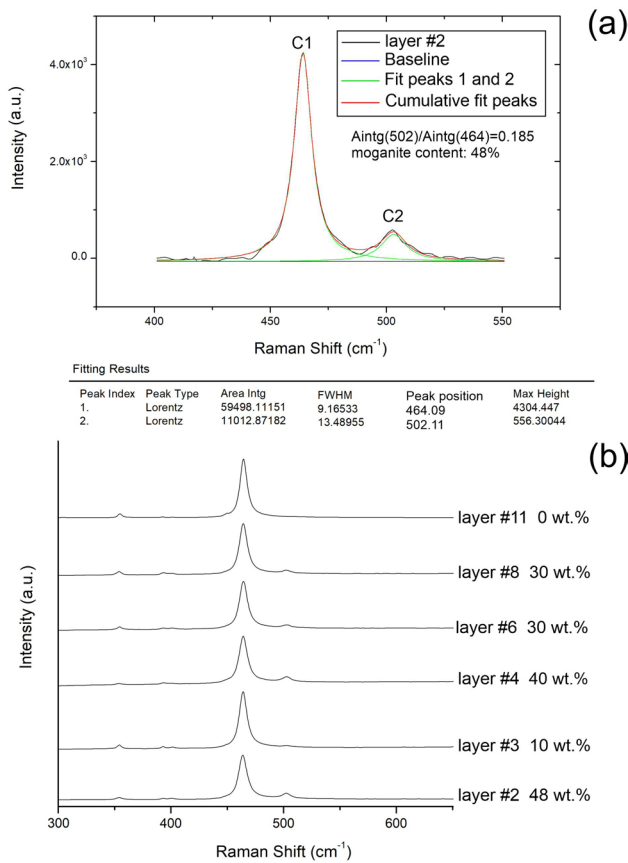 (a)
C1
layer #2
Baseline
Fit peaks 1 and 2
Cumulative fit peaks
Aintg(502)/Aintg(464)=0.185
moganite content: 48%
C2
Intensity (a.u.)
4.0x10³
2.0x10³
0.0
400 450 500 550
Raman Shift (cm⁻¹)
Fitting Results
Peak Index Peak Type Area Intg FWHM Peak position Max Height
1. Lorentz 59498.11151 9.16533 464.09 4304.447
2. Lorentz 11012.87182 13.48955 502.11 556.30044
(b)
Intensity (a.u.)
layer #11 0 wt.%
layer #8 30 wt.%
layer #6 30 wt.%
layer #4 40 wt.%
layer #3 10 wt.%
layer #2 48 wt.%
300 400 500 600
Raman Shift (cm⁻¹)